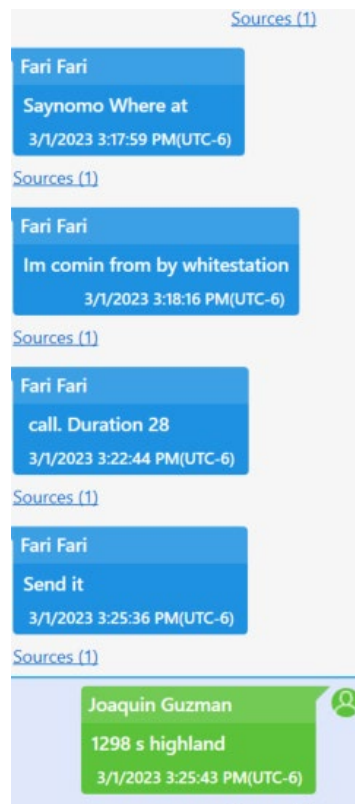 Sources (1)
Fari Fari
Saynomo Where at
3/1/2023 3:17:59 PM(UTC-6)
Sources (1)
Fari Fari
Im comin from by whitestation
3/1/2023 3:18:16 PM(UTC-6)
Sources (1)
Fari Fari
call. Duration 28
3/1/2023 3:22:44 PM(UTC-6)
Sources (1)
Fari Fari
Send it
3/1/2023 3:25:36 PM(UTC-6)
Sources (1)
Joaquin Guzman
1298 s highland
3/1/2023 3:25:43 PM(UTC-6)